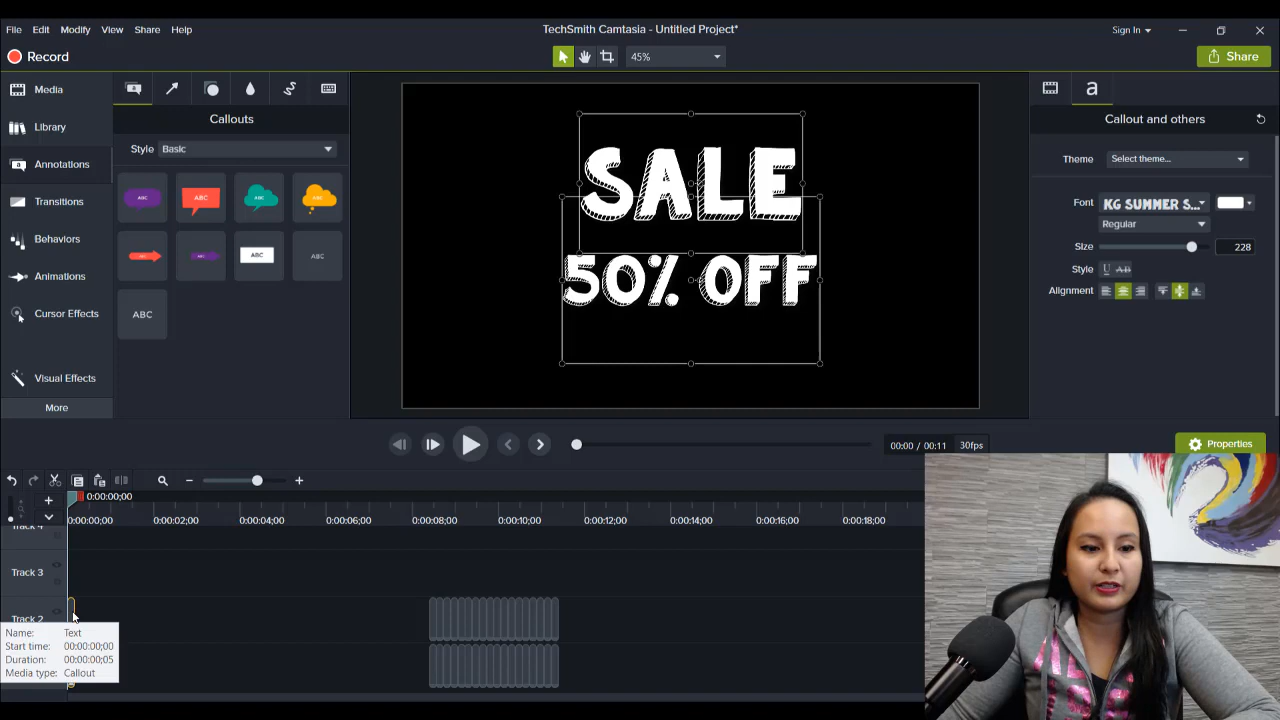 TechSmith Camtasia - Untitled Project*
File Edit Modify View Share Help
Sign In
Record
45%
Share
Media
Library
Annotations
Transitions
Behaviors
Animations
Cursor Effects
Visual Effects
More
Callouts
Style Basic
ABC ABC ABC ABC
ABC ABC
ABC
SALE
50% OFF
a
Callout and others
Theme Select theme...
Font KG SUMMER S...
Regular
Size 228
Style U AB
Alignment
00:00 / 00:11 30fps
Properties
0:00:00;00
0:00:00;00 0:00:02;00 0:00:04;00 0:00:06;00 0:00:08;00 0:00:10;00 0:00:12;00 0:00:14;00 0:00:16;00 0:00:18;00
Track 4
Track 3
Track 2
Name: Text
Start time: 00:00:00;00
Duration: 00:00:00;05
Media type: Callout